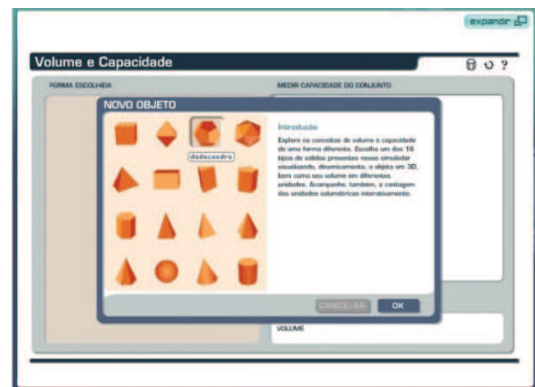 expandir
Volume e Capacidade
?
FORMA ESCOLHIDA
MEDIR CAPACIDADE DO CONJUNTO
NOVO OBJETO
dodecaedro
Introdução
Explore os conceitos de volume e capacidade
de uma forma diferente. Escolha um dos 16
tipos de sólidos presentes nesse simulador
visualizando, dinamicamente, o objeto em 3D,
bem como seu volume em diferentes
unidades. Acompanhe, também, a contagem
das unidades volumétricas interativamente.
CANCELAR
OK
VOLUME